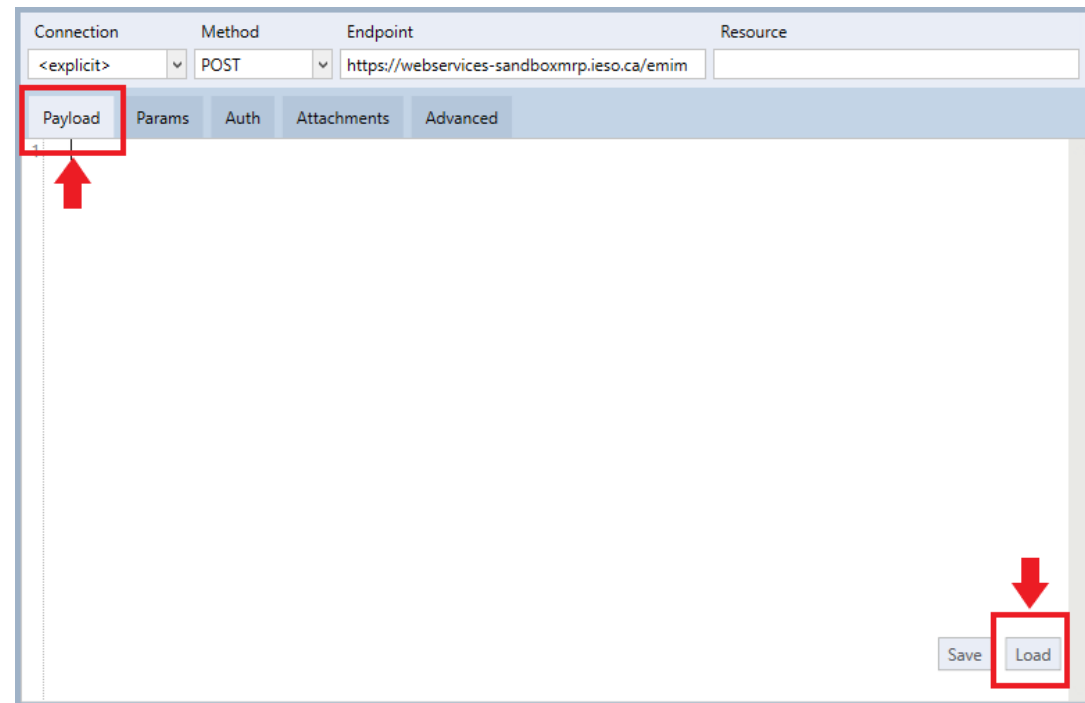 Connection Method Endpoint Resource
<explicit> POST https://webservices-sandboxmrp.ieso.ca/emim
Payload Params Auth Attachments Advanced
1
Save Load